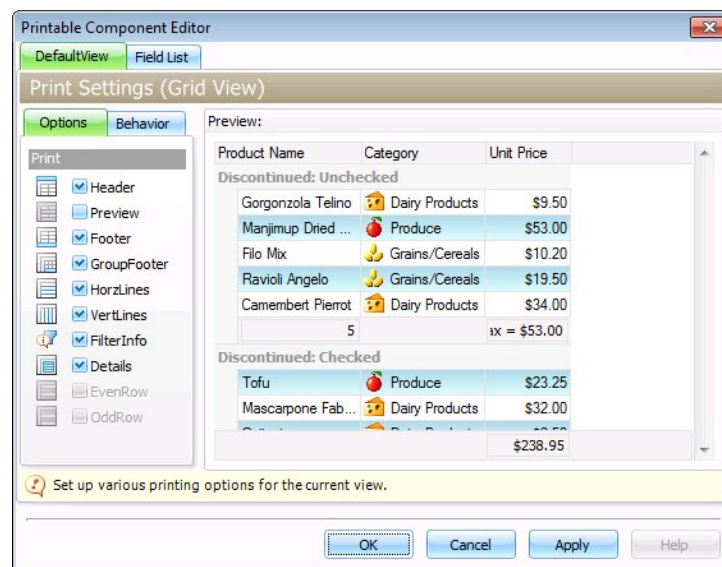 Printable Component Editor
DefaultView Field List
Print Settings (Grid View)
Options Behavior
Print
Header
Preview
Footer
GroupFooter
HorzLines
VertLines
FilterInfo
Details
EvenRow
OddRow
Preview:
Product Name Category Unit Price
Discontinued: Unchecked
Gorgonzola Telino Dairy Products $9.50
Manjimup Dried ... Produce $53.00
Filo Mix Grains/Cereals $10.20
Ravioli Angelo Grains/Cereals $19.50
Camembert Pierrot Dairy Products $34.00
5 = $53.00
Discontinued: Checked
Tofu Produce $23.25
Mascarpone Fab... Dairy Products $32.00
$238.95
Set up various printing options for the current view.
OK Cancel Apply Help